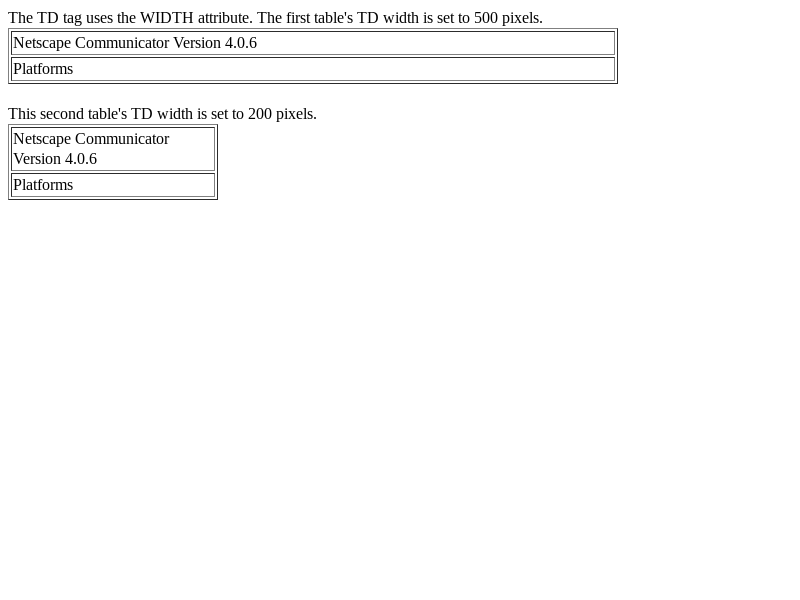 The TD tag uses the WIDTH attribute. The first table's TD width is set to 500 pixels.
Netscape Communicator Version 4.0.6
Platforms
This second table's TD width is set to 200 pixels.
Netscape Communicator
Version 4.0.6
Platforms